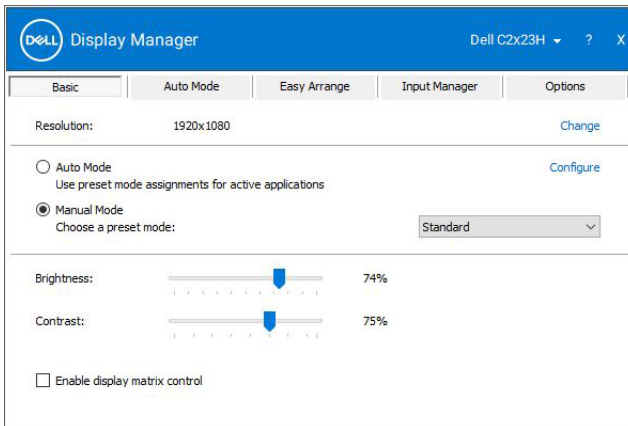 DELL Display Manager Dell C2x23H ? X
Basic Auto Mode Easy Arrange Input Manager Options
Resolution: 1920x1080 Change
Auto Mode Configure
Use preset mode assignments for active applications
Manual Mode
Choose a preset mode: Standard
Brightness: 74%
Contrast: 75%
Enable display matrix control